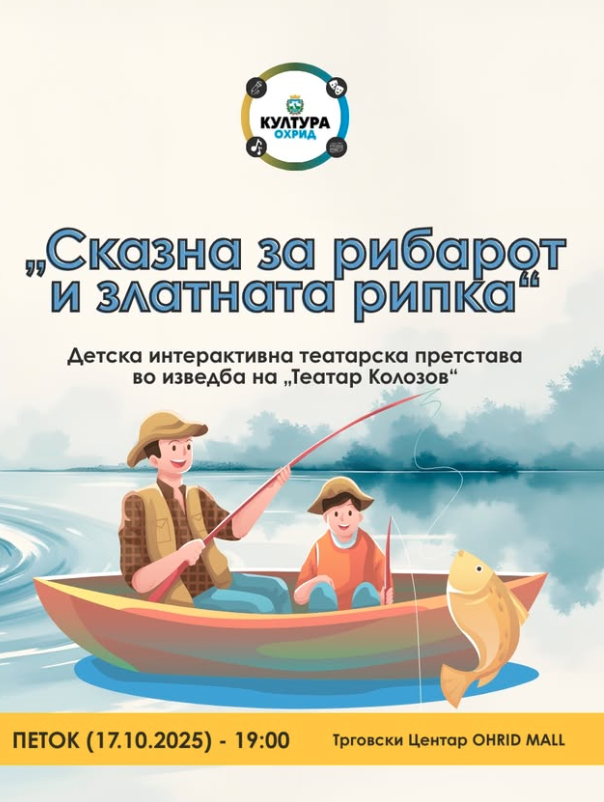 КУЛТУРА
ОХРИД
„Сказна за рибарот
и златната рипка“
Детска интерактивна театарска претстава
во изведба на „Театар Колозов“
ПЕТОК (17.10.2025) - 19:00
Трговски Центар OHRID MALL